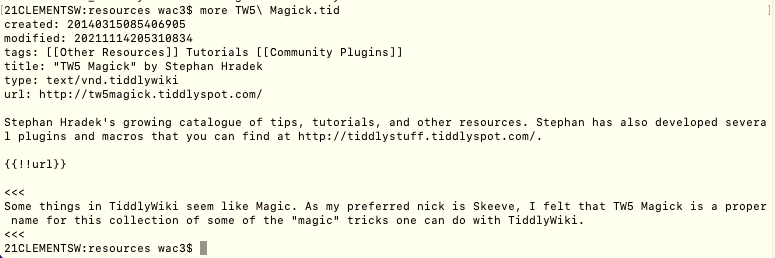 [21CLEMENTSW:resources wac3$ more TW5\ Magick.tid ]
created: 20140315085406905
modified: 20211114205310834
tags: [[Other Resources]] Tutorials [[Community Plugins]]
title: "TW5 Magick" by Stephan Hradek
type: text/vnd.tiddlywiki
url: http://tw5magick.tiddlyspot.com/

Stephan Hradek's growing catalogue of tips, tutorials, and other resources. Stephan has also developed severa
l plugins and macros that you can find at http://tiddlystuff.tiddlyspot.com/.

{{!!url}}

<<<
Some things in TiddlyWiki seem like Magic. As my preferred nick is Skeeve, I felt that TW5 Magick is a proper
 name for this collection of some of the "magic" tricks one can do with TiddlyWiki.
<<<
21CLEMENTSW:resources wac3$